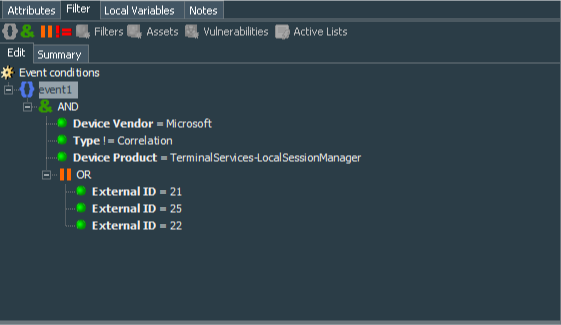 Attributes Filter Local Variables Notes
!= Filters Assets Vulnerabilities Active Lists
Edit Summary
Event conditions
event1
& AND
Device Vendor = Microsoft
Type != Correlation
Device Product = TerminalServices-LocalSessionManager
OR
External ID = 21
External ID = 25
External ID = 22